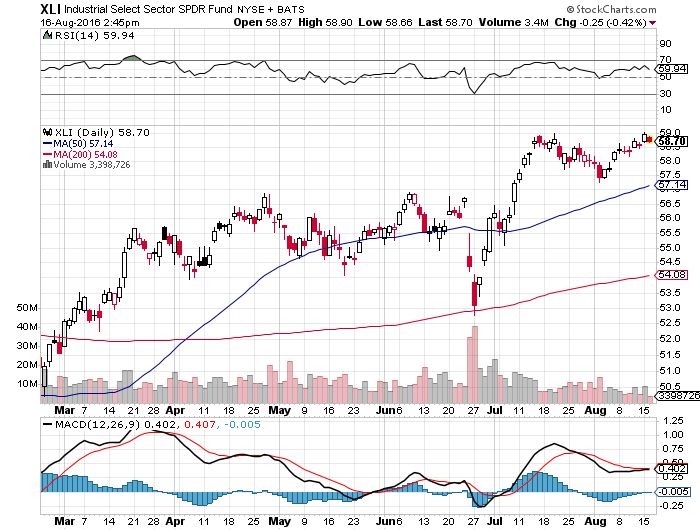 XLI Industrial Select Sector SPDR Fund NYSE + BATS © StockCharts.com
16-Aug-2016 2:45pm Open 58.87 High 58.90 Low 58.66 Last 58.70 Volume 3.4M Chg -0.25 (-0.42%)
RSI(14) 59.94
90
70
59.94
50
30
10
XLI (Daily) 58.70
MA(50) 57.14
MA(200) 54.08
Volume 3,398,726
59.0
58.70
58.5
58.0
57.5
57.14
56.5
56.0
55.5
55.0
54.5
54.08
53.5
53.0
52.5
52.0
51.5
51.0
50.5
3398726
50M
40M
30M
20M
10M
Mar 7 14 21 28 Apr 11 18 25 May 9 16 23 Jun 6 13 20 27 Jul 11 18 25 Aug 8 15
MACD(12,26,9) 0.402, 0.407, -0.005
1.25
1.00
0.75
0.50
0.402
-0.005
-0.25
Mar 7 14 21 28 Apr 11 18 25 May 9 16 23 Jun 6 13 20 27 Jul 11 18 25 Aug 8 15